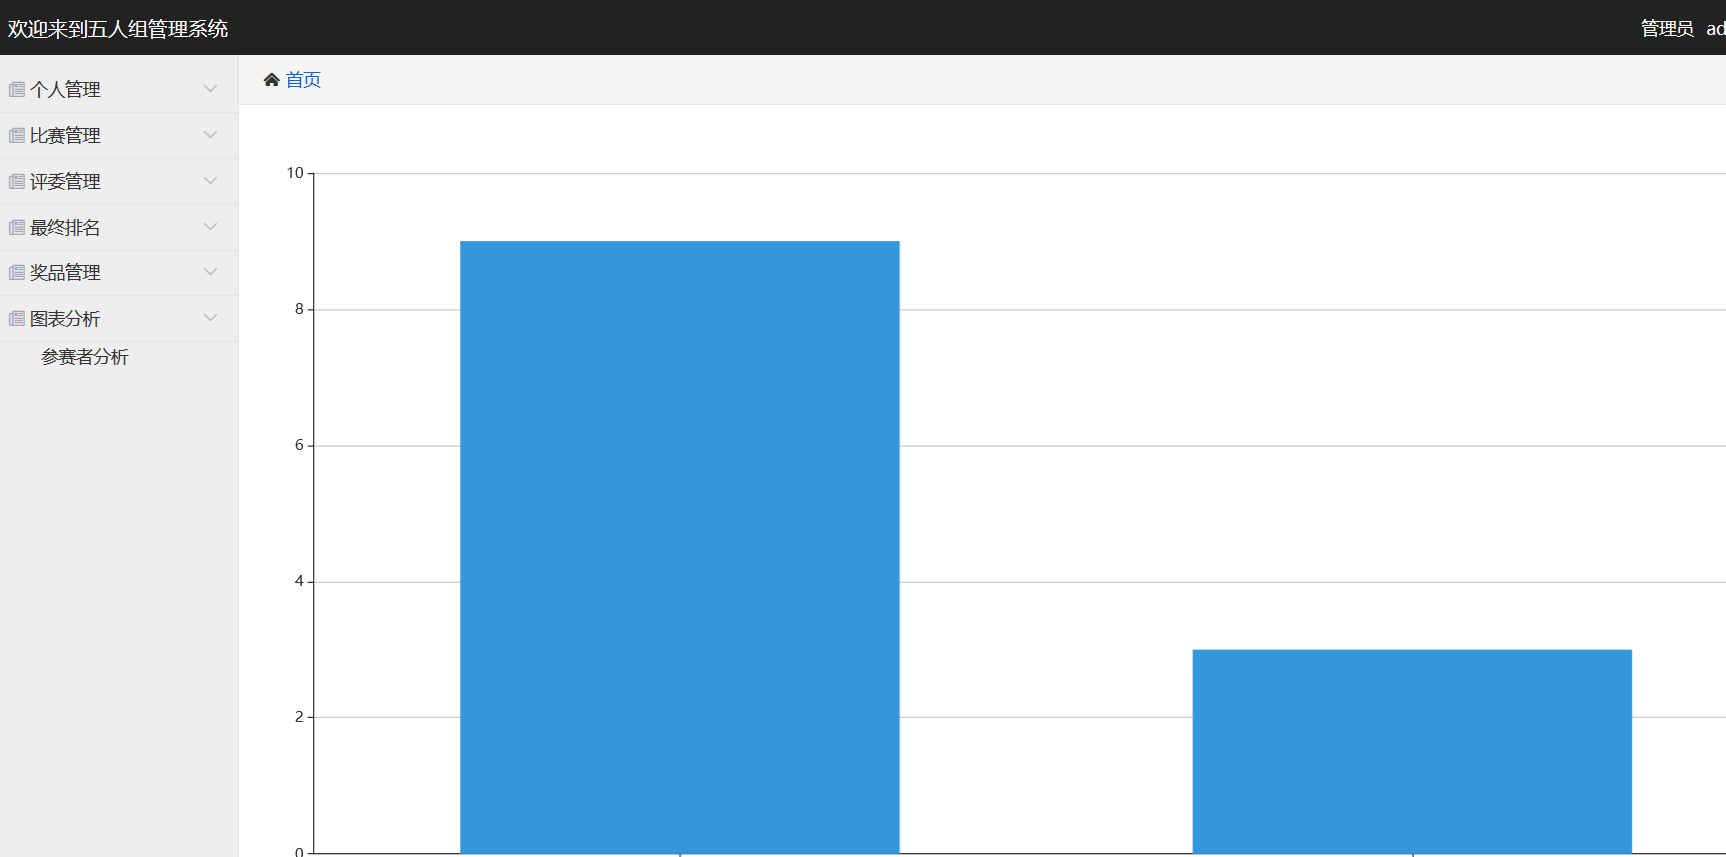 欢迎来到五人组管理系统
管理员 ad
个人管理
比赛管理
评委管理
最终排名
奖品管理
图表分析
参赛者分析
首页
10
8
6
4
2
0